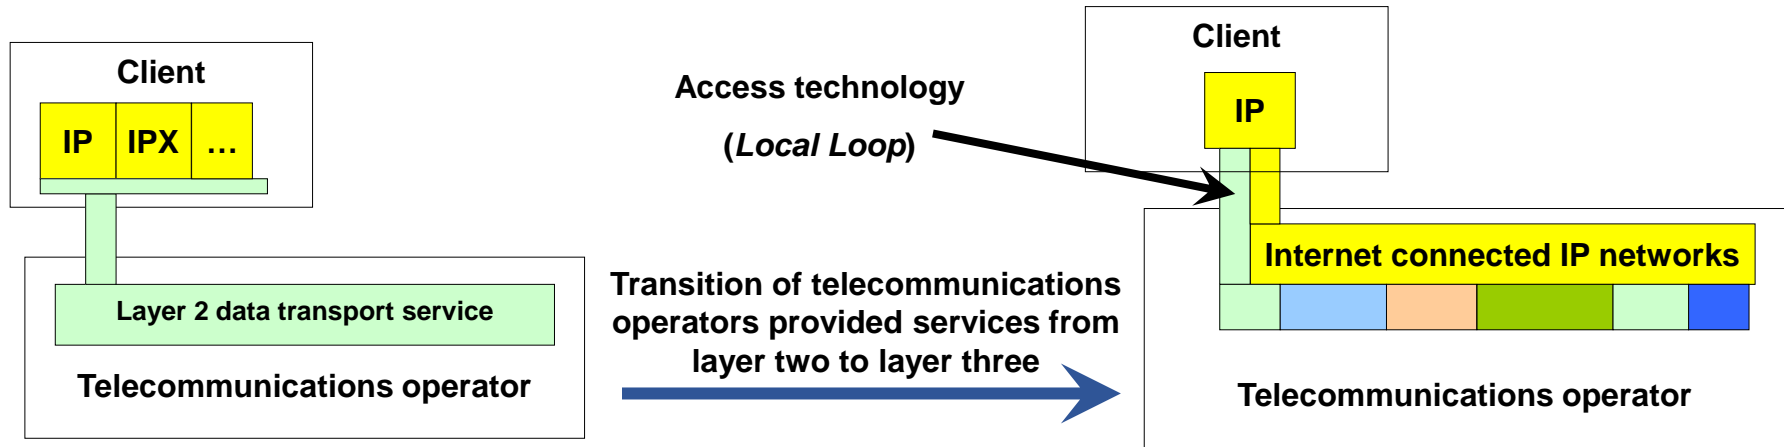 Client
IP IPX …
Layer 2 data transport service
Telecommunications operator
Access technology
(Local Loop)
Transition of telecommunications
operators provided services from
layer two to layer three
Client
IP
Internet connected IP networks
Telecommunications operator